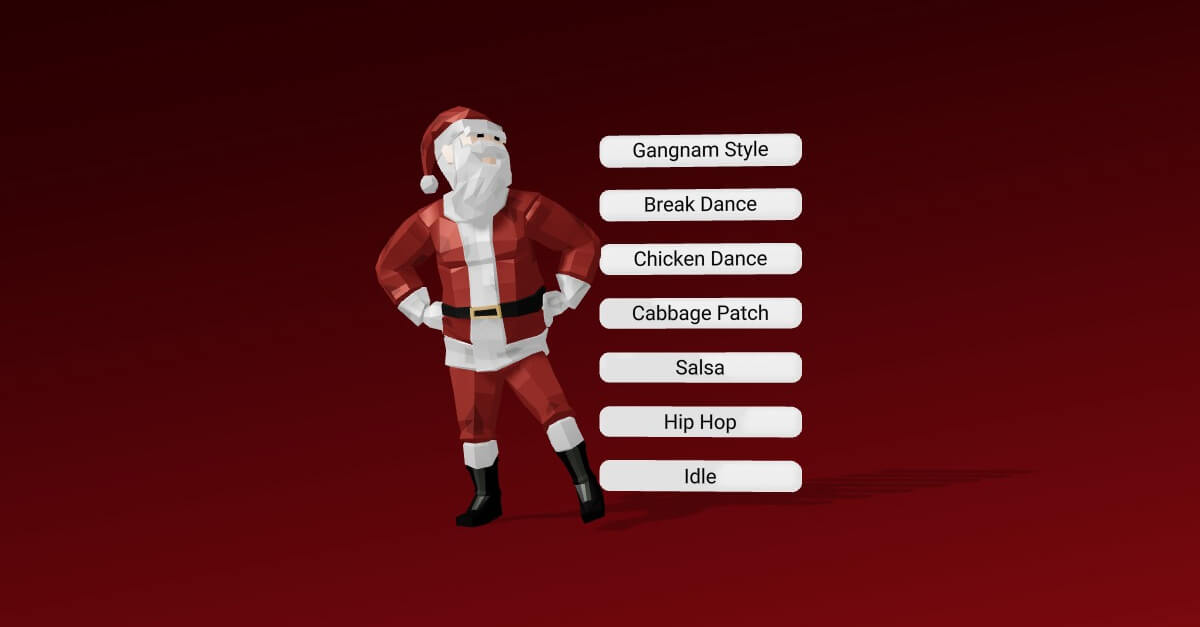 Gangnam Style
Break Dance
Chicken Dance
Cabbage Patch
Salsa
Hip Hop
Idle